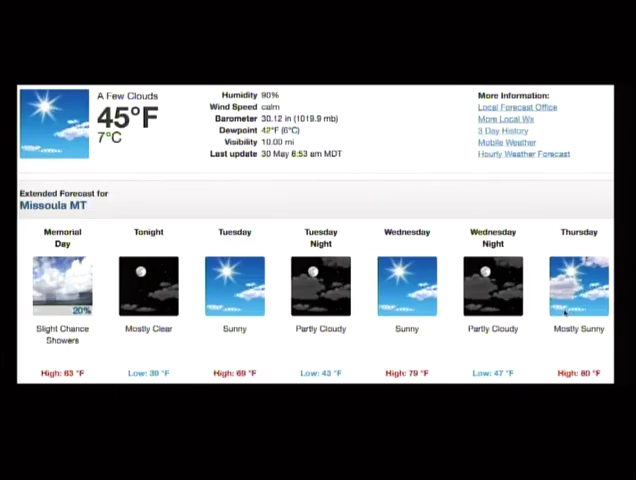 A Few Clouds
45°F
7°C
Humidity 90%
Wind Speed calm
Barometer 30.12 in (1019.9 mb)
Dewpoint 42°F (6°C)
Visibility 10.00 mi
Last update 30 May 6:53 am MDT
More Information:
Local Forecast Office
More Local Wx
3 Day History
Mobile Weather
Hourly Weather Forecast
Extended Forecast for
Missoula MT
Memorial Day
Tonight
Tuesday
Tuesday Night
Wednesday
Wednesday Night
Thursday
20%
Slight Chance Showers
Mostly Clear
Sunny
Partly Cloudy
Sunny
Partly Cloudy
Mostly Sunny
High: 63 °F
Low: 39 °F
High: 69 °F
Low: 43 °F
High: 79 °F
Low: 47 °F
High: 80 °F